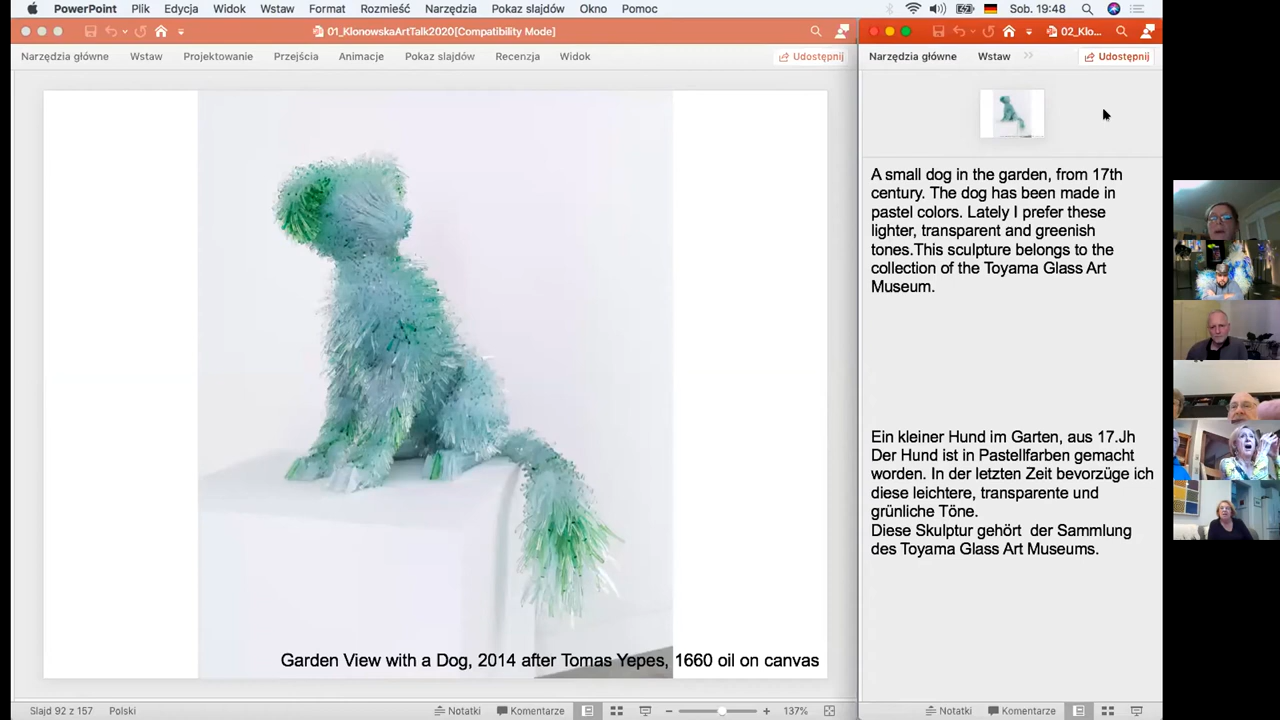 PowerPoint Plik Edycja Widok Wstaw Format Rozmieść Narzędzia Pokaz slajdów Okno Pomoc Sob. 19:48
01_KlonowskaArtTalk2020[Compatibility Mode]
02_Klo...
Narzędzia główne Wstaw Projektowanie Przejścia Animacje Pokaz slajdów Recenzja Widok Udostępnij
Narzędzia główne Wstaw Udostępnij
Garden View with a Dog, 2014 after Tomas Yepes, 1660 oil on canvas
A small dog in the garden, from 17th
century. The dog has been made in
pastel colors. Lately I prefer these
lighter, transparent and greenish
tones.This sculpture belongs to the
collection of the Toyama Glass Art
Museum.
Ein kleiner Hund im Garten, aus 17.Jh
Der Hund ist in Pastellfarben gemacht
worden. In der letzten Zeit bevorzüge ich
diese leichtere, transparente und
grünliche Töne.
Diese Skulptur gehört der Sammlung
des Toyama Glass Art Museums.
Slajd 92 z 157 Polski Notatki Komentarze 137%
Notatki Komentarze